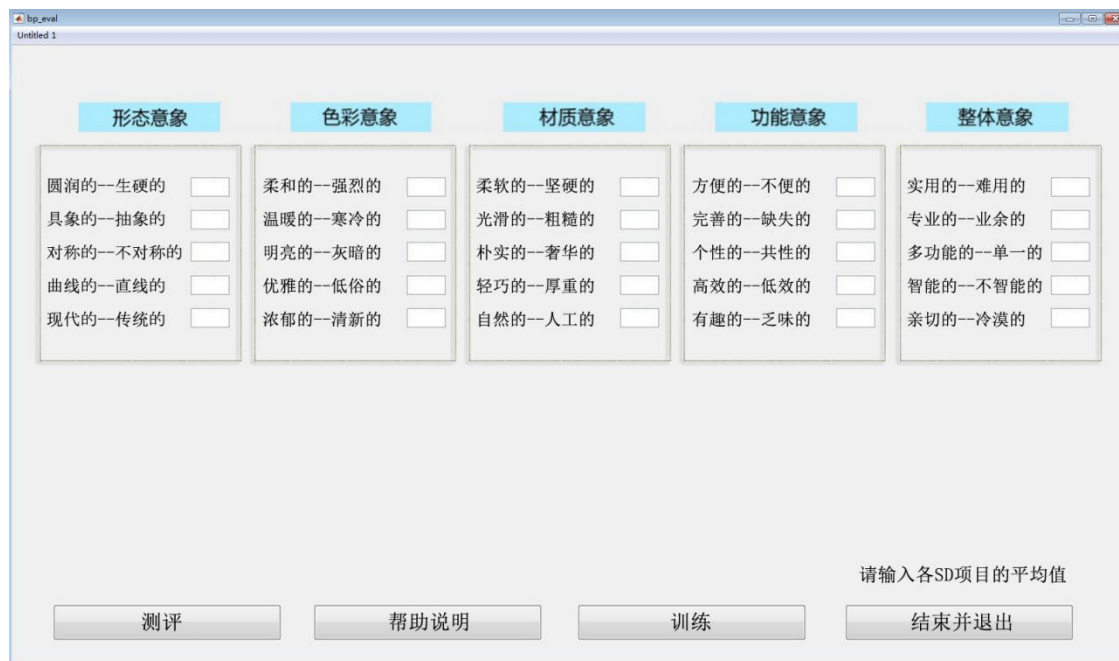 bp_eval
Untitled 1
形态意象
圆润的--生硬的
具象的--抽象的
对称的--不对称的
曲线的--直线的
现代的--传统的
色彩意象
柔和的--强烈的
温暖的--寒冷的
明亮的--灰暗的
优雅的--低俗的
浓郁的--清新的
材质意象
柔软的--坚硬的
光滑的--粗糙的
朴实的--奢华的
轻巧的--厚重的
自然的--人工的
功能意象
方便的--不便的
完善的--缺失的
个性的--共性的
高效的--低效的
有趣的--乏味的
整体意象
实用的--难用的
专业的--业余的
多功能的--单一的
智能的--不智能的
亲切的--冷漠的
请输入各SD项目的平均值
测评
帮助说明
训练
结束并退出